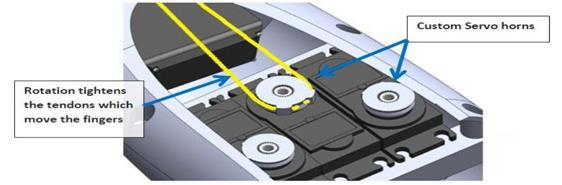 Custom Servo horns
Rotation tightens
the tendons which
move the fingers